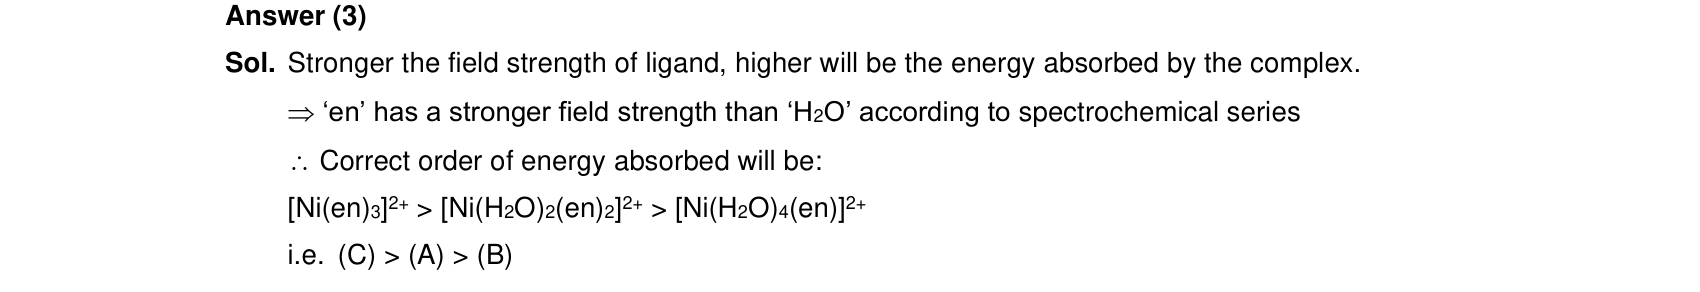 Answer (3)
Sol. Stronger the field strength of ligand, higher will be the energy absorbed by the complex.
⇒ ‘en’ has a stronger field strength than ‘H₂O’ according to spectrochemical series
∴ Correct order of energy absorbed will be:
[Ni(en)₃]²⁺ > [Ni(H₂O)₂(en)₂]²⁺ > [Ni(H₂O)₄(en)]²⁺
i.e. (C) > (A) > (B)